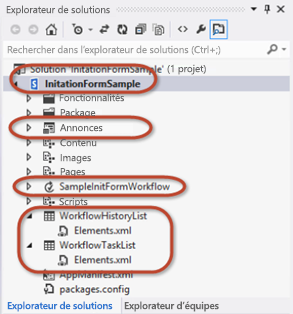 Explorateur de solutions
Rechercher dans l'explorateur de solutions (Ctrl+;)
Solution 'InitationFormSample' (1 projet)
InitationFormSample
Fonctionnalités
Package
Annonces
Contenu
Images
Pages
SampleInitFormWorkflow
Scripts
WorkflowHistoryList
Elements.xml
WorkflowTaskList
Elements.xml
AppManifest.xml
packages.config
Explorateur de solutions Explorateur d'équipes